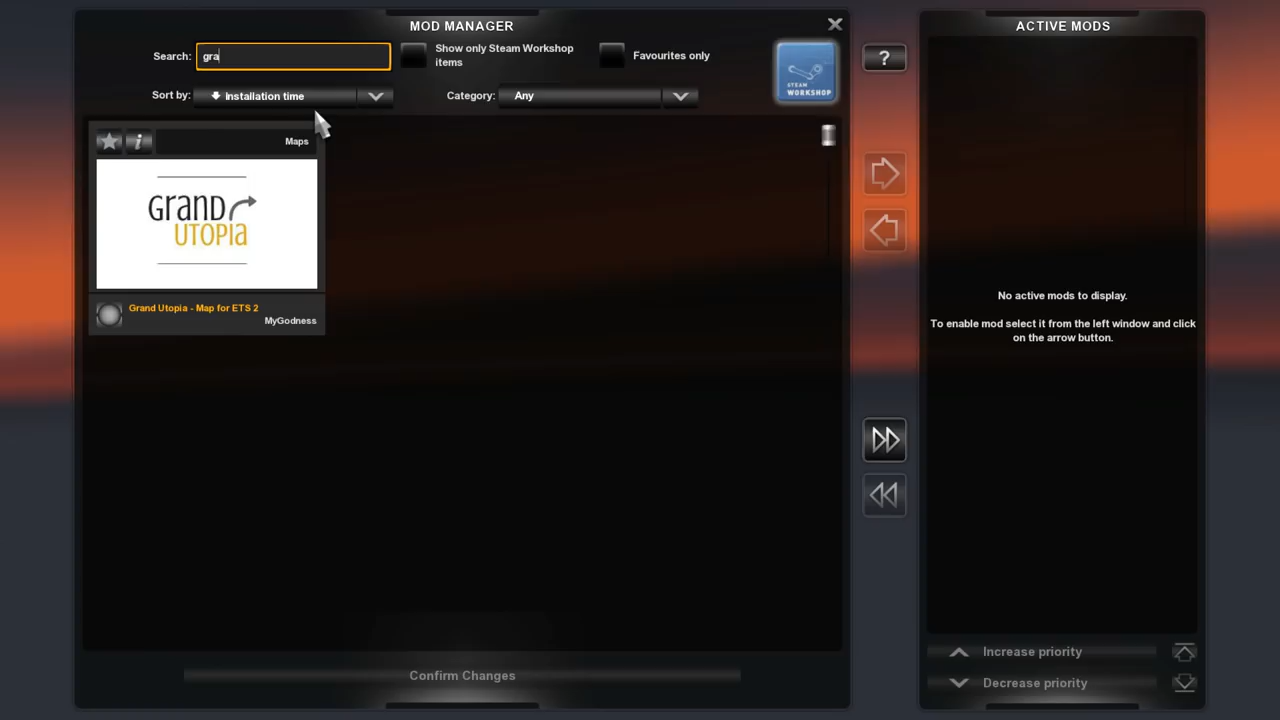 MOD MANAGER
Search:
gra
Show only Steam Workshop
items
Favourites only
STEAM
WORKSHOP
Sort by:
Installation time
Category:
Any
i
Maps
GRAND
UTOPIA
Grand Utopia - Map for ETS 2
MyGodness
Confirm Changes
?
ACTIVE MODS
No active mods to display.
To enable mod select it from the left window and click
on the arrow button.
Increase priority
Decrease priority